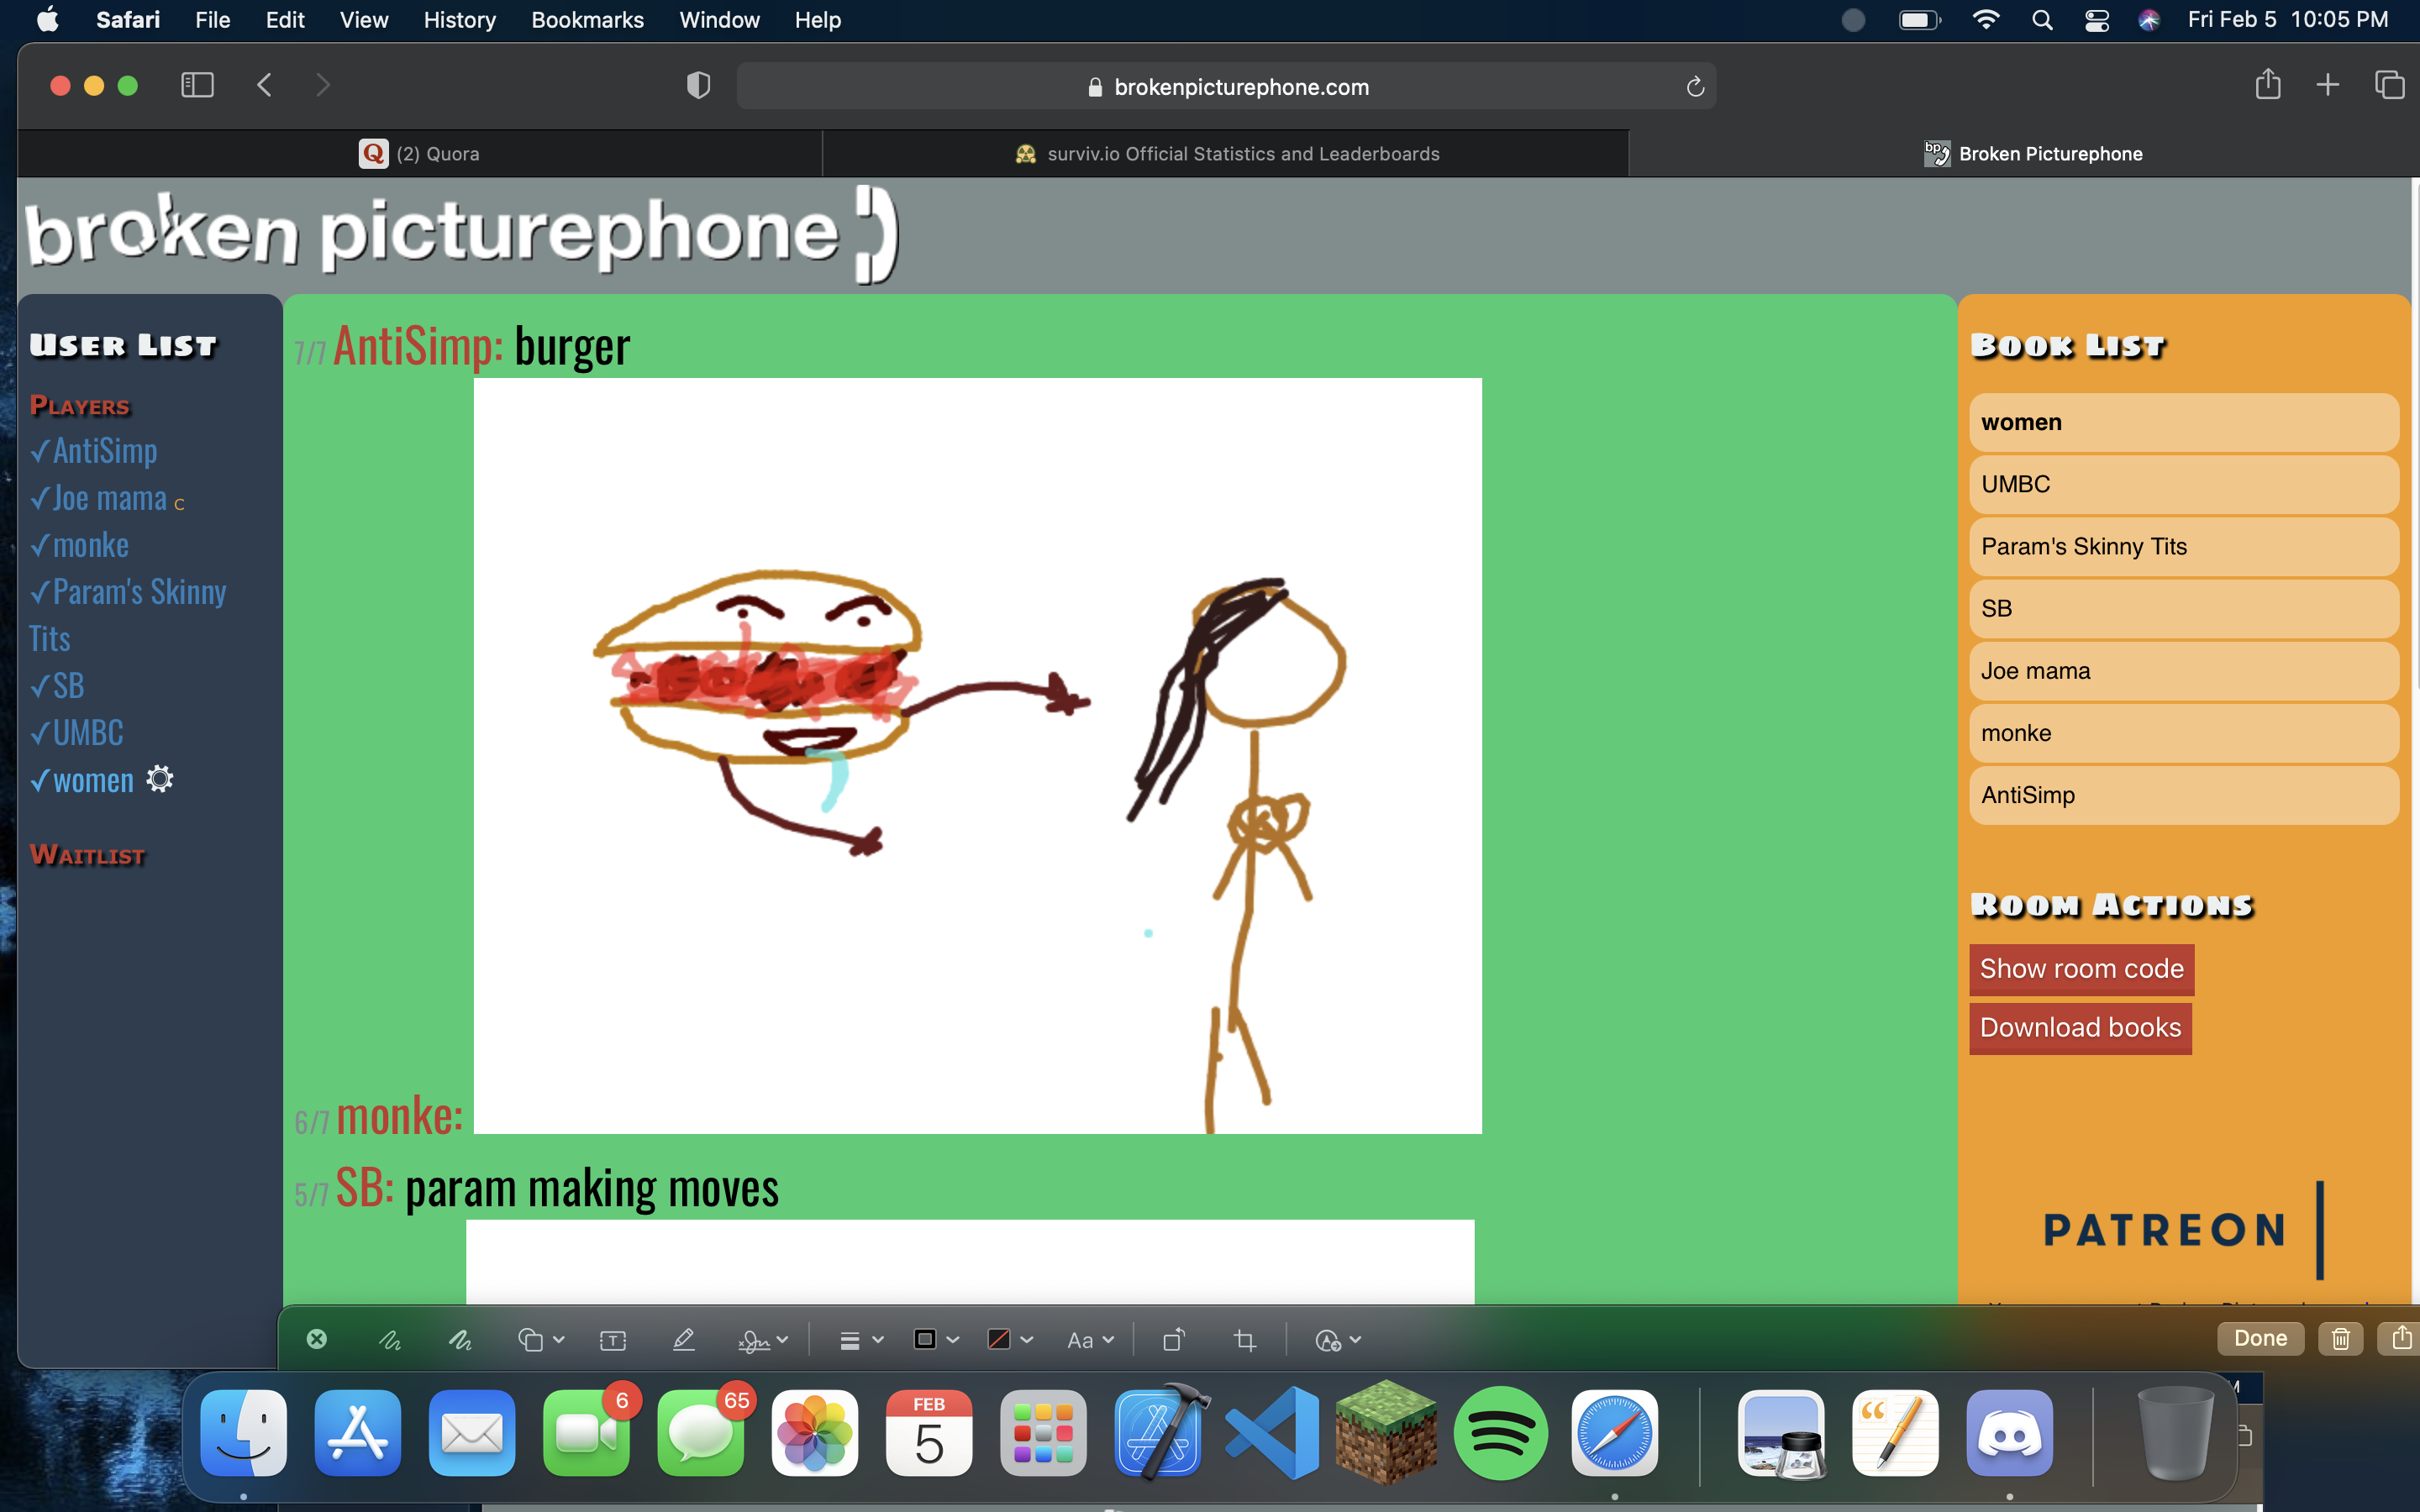 Safari File Edit View History Bookmarks Window Help Fri Feb 5 10:05 PM
brokenpicturephone.com
Q (2) Quora
surviv.io Official Statistics and Leaderboards
bp Broken Picturephone
broken picturephone
User List
Players
✓AntiSimp
✓Joe mama c
✓monke
✓Param's Skinny
Tits
✓SB
✓UMBC
✓women
Waitlist
7/7 AntiSimp: burger
6/7 monke:
5/7 SB: param making moves
Book List
women
UMBC
Param's Skinny Tits
SB
Joe mama
monke
AntiSimp
Room Actions
Show room code
Download books
PATREON
T
Aa
A
Done
6
65
FEB
5